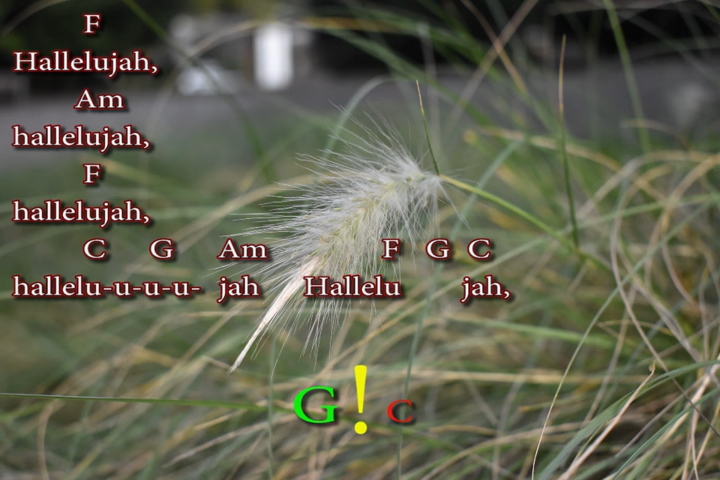 F
Hallelujah,
Am
hallelujah,
F
hallelujah,
C G Am F G C
hallelu-u-u-u- jah Hallelu jah,
G ! C